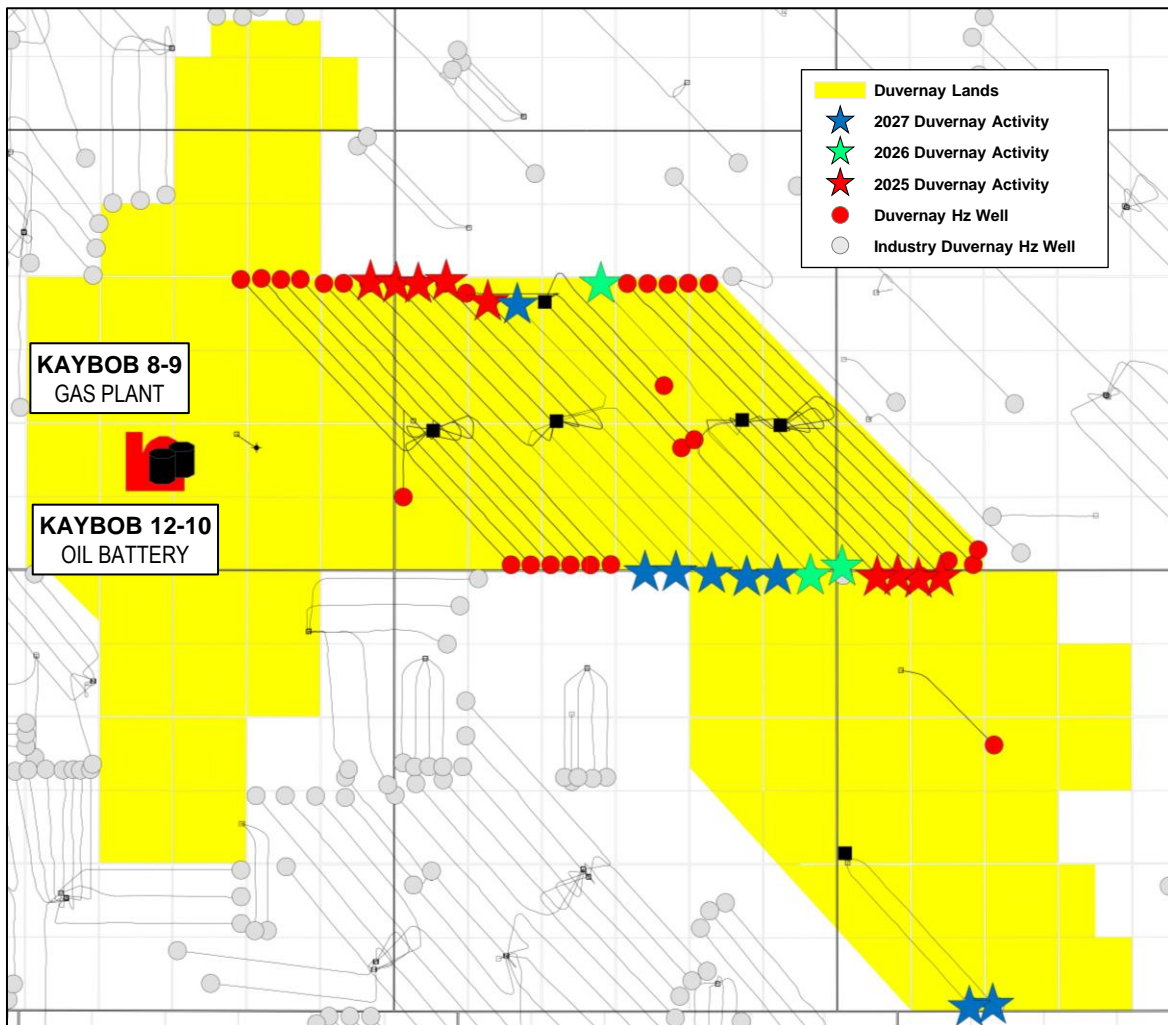 Duvernay Lands
2027 Duvernay Activity
2026 Duvernay Activity
2025 Duvernay Activity
Duvernay Hz Well
Industry Duvernay Hz Well
KAYBOB 8-9
GAS PLANT
KAYBOB 12-10
OIL BATTERY